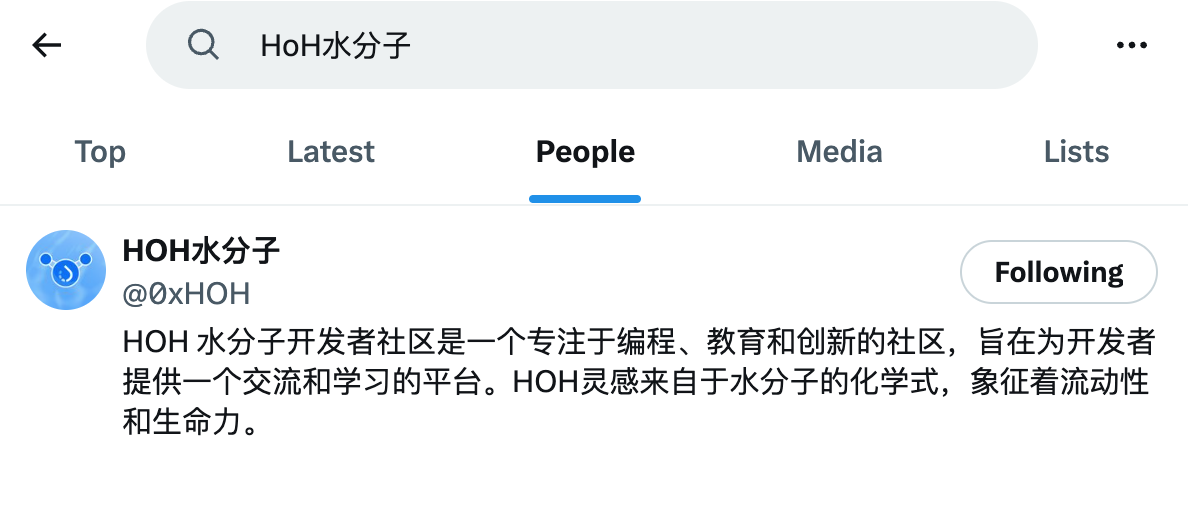 HoH水分子
Top
Latest
People
Media
Lists
HOH水分子
@0xHOH
Following
HOH 水分子开发者社区是一个专注于编程、教育和创新的社区，旨在为开发者
提供一个交流和学习的平台。HOH灵感来自于水分子的化学式，象征着流动性
和生命力。